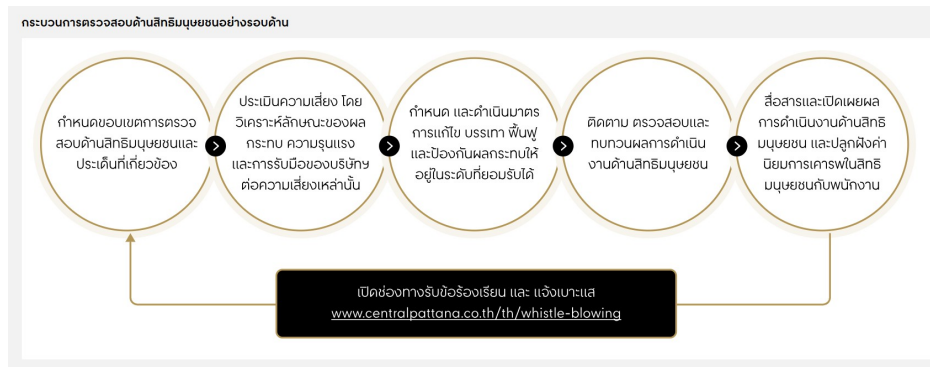 กระบวนการตรวจสอบด้านสิทธิมนุษยชนอย่างรอบด้าน
กำหนดขอบเขตการตรวจ
สอบด้านสิทธิมนุษยชนและ
ประเด็นที่เกี่ยวข้อง
ประเมินความเสี่ยง โดย
วิเคราะห์ลักษณะของผล
กระทบ ความรุนแรง
และการรับมือของบริษัทฯ
ต่อความเสี่ยงเหล่านั้น
กำหนด และดำเนินมาตร
การแก้ไข บรรเทา ฟื้นฟู
และป้องกันผลกระทบให้
อยู่ในระดับที่ยอมรับได้
ติดตาม ตรวจสอบและ
ทบทวนผลการดำเนิน
งานด้านสิทธิมนุษยชน
สื่อสารและเปิดเผยผล
การดำเนินงานด้านสิทธิ
มนุษยชน และปลูกฝังค่า
นิยมการเคารพในสิทธิ
มนุษยชนกับพนักงาน
เปิดช่องทางรับข้อร้องเรียน และ แจ้งเบาะแส
www.centralpattana.co.th/th/whistle-blowing